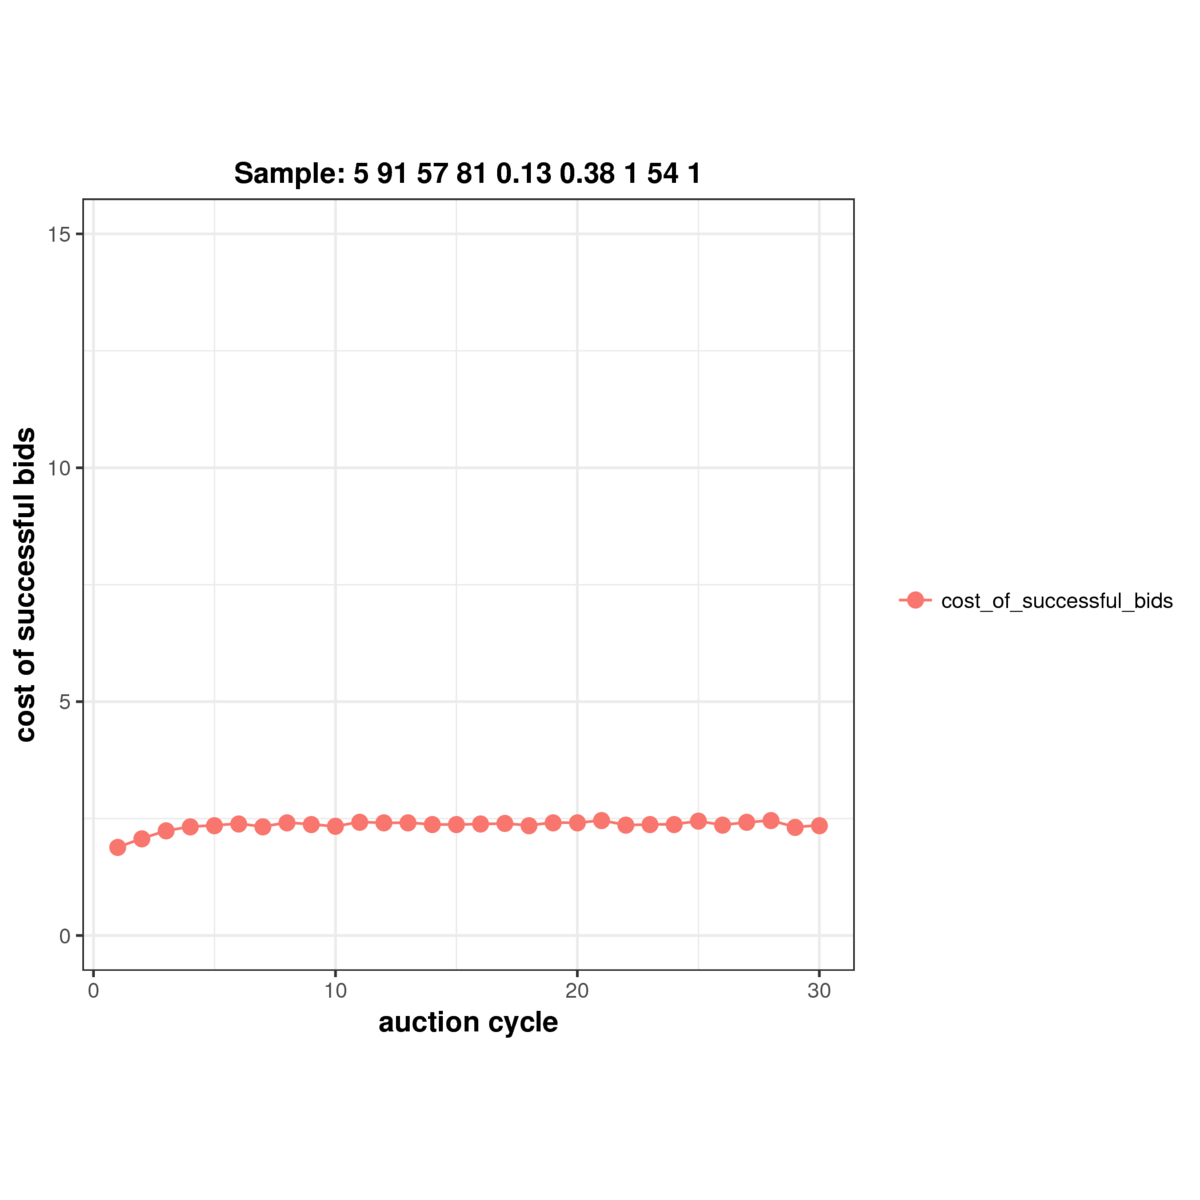 Sample: 5 91 57 81 0.13 0.38 1 54 1
15
10
5
0
cost of successful bids
0 10 20 30
auction cycle
cost_of_successful_bids